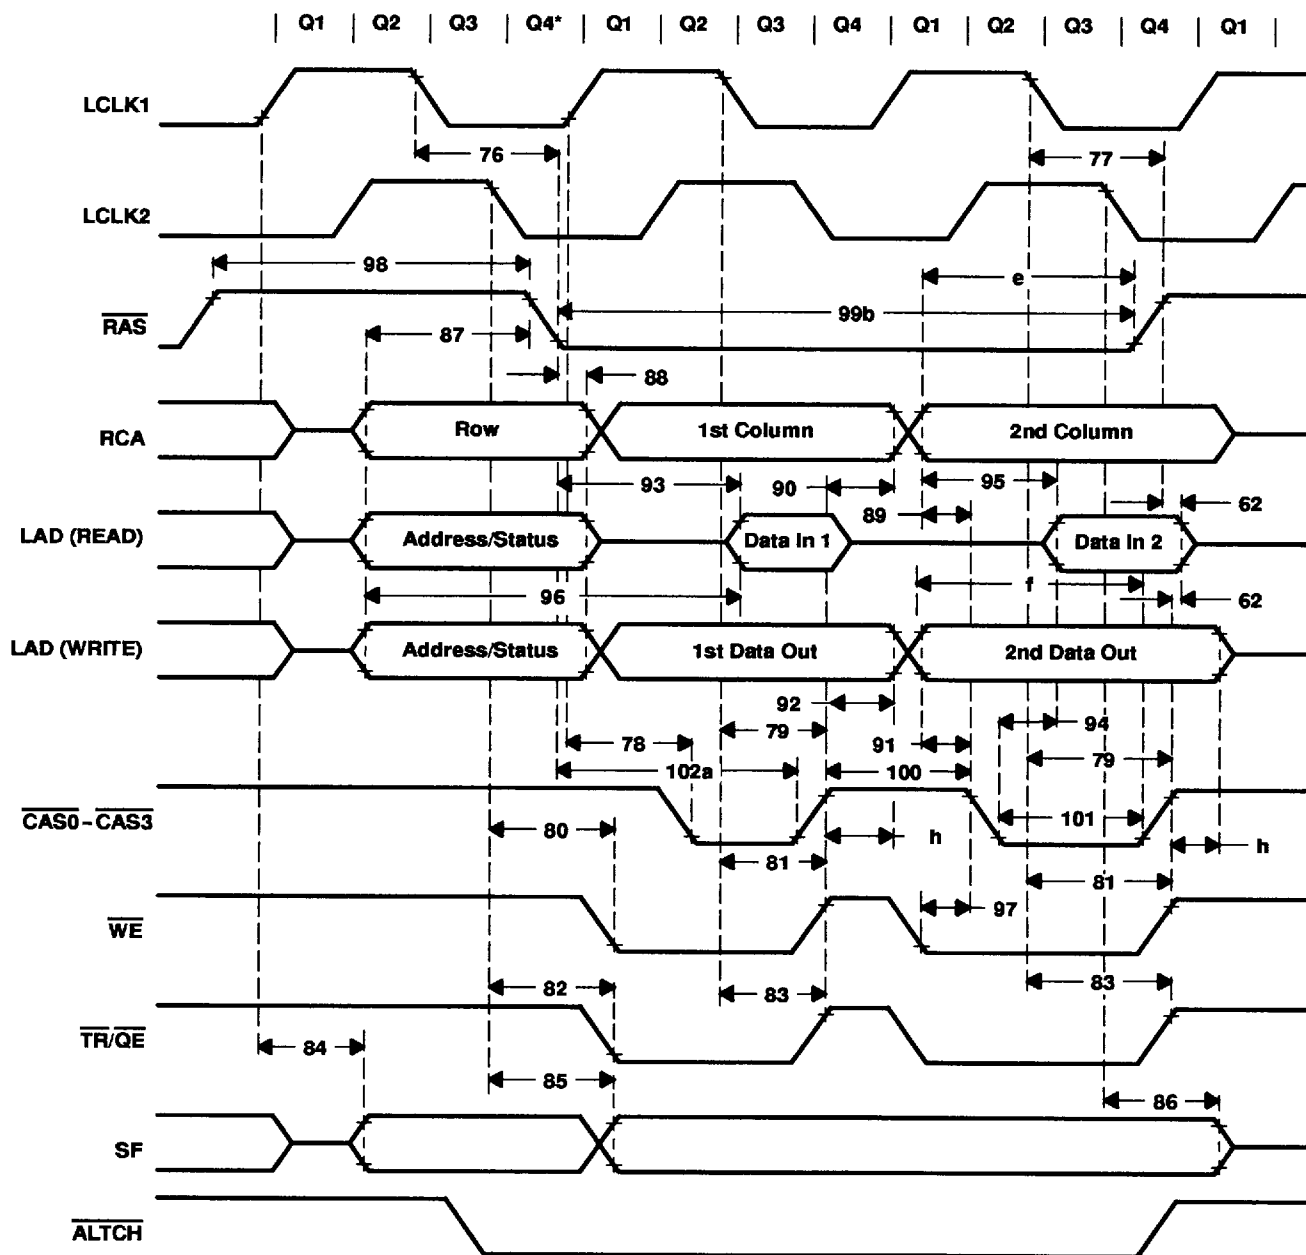 Q1 Q2 Q3 Q4* Q1 Q2 Q3 Q4 Q1 Q2 Q3 Q4 Q1
LCLK1
76 77
LCLK2
98 e
RAS
99b
87
88
RCA Row 1st Column 2nd Column
93 90 95
89 62
LAD (READ) Address/Status Data In 1 Data In 2
96 f 62
LAD (WRITE) Address/Status 1st Data Out 2nd Data Out
92 94
78 79 91 79
102a 100
CAS0-CAS3 101
80 h h
81 81
WE 97
82 83 83
TR/QE
84
85 86
SF
ALTCH